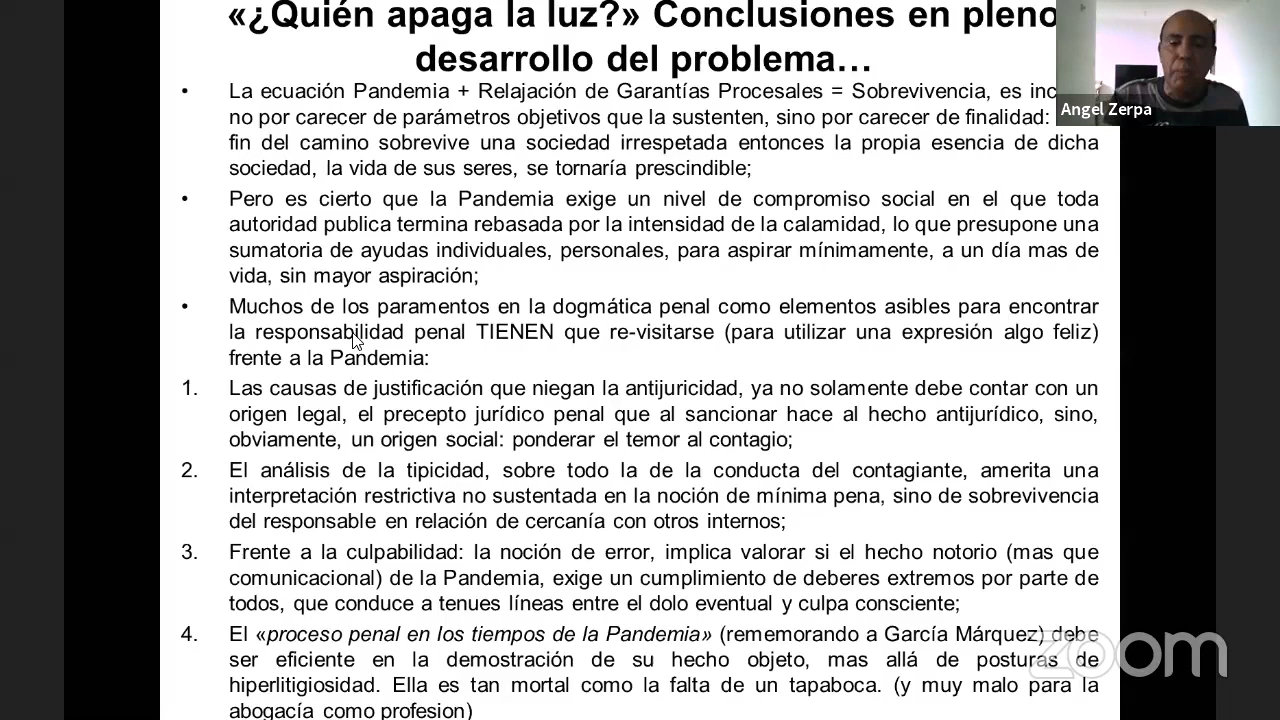 «¿Quién apaga la luz?» Conclusiones en pleno
desarrollo del problema…
• La ecuación Pandemia + Relajación de Garantías Procesales = Sobrevivencia, es
no por carecer de parámetros objetivos que la sustenten, sino por carecer de finalidad:
fin del camino sobrevive una sociedad irrespetada entonces la propia esencia de dicha
sociedad, la vida de sus seres, se tornaría prescindible;
• Pero es cierto que la Pandemia exige un nivel de compromiso social en el que toda
autoridad publica termina rebasada por la intensidad de la calamidad, lo que presupone una
sumatoria de ayudas individuales, personales, para aspirar mínimamente, a un día mas de
vida, sin mayor aspiración;
• Muchos de los paramentos en la dogmática penal como elementos asibles para encontrar
la responsabilidad penal TIENEN que re-visitarse (para utilizar una expresión algo feliz)
frente a la Pandemia:
1. Las causas de justificación que niegan la antijuricidad, ya no solamente debe contar con un
origen legal, el precepto jurídico penal que al sancionar hace al hecho antijurídico, sino,
obviamente, un origen social: ponderar el temor al contagio;
2. El análisis de la tipicidad, sobre todo la de la conducta del contagiante, amerita una
interpretación restrictiva no sustentada en la noción de mínima pena, sino de sobrevivencia
del responsable en relación de cercanía con otros internos;
3. Frente a la culpabilidad: la noción de error, implica valorar si el hecho notorio (mas que
comunicacional) de la Pandemia, exige un cumplimiento de deberes extremos por parte de
todos, que conduce a tenues líneas entre el dolo eventual y culpa consciente;
4. El «proceso penal en los tiempos de la Pandemia» (rememorando a García Márquez) debe
ser eficiente en la demostración de su hecho objeto, mas allá de posturas de
hiperlitigiosidad. Ella es tan mortal como la falta de un tapaboca. (y muy malo para la
abogacía como profesion)
Angel Zerpa
zoom